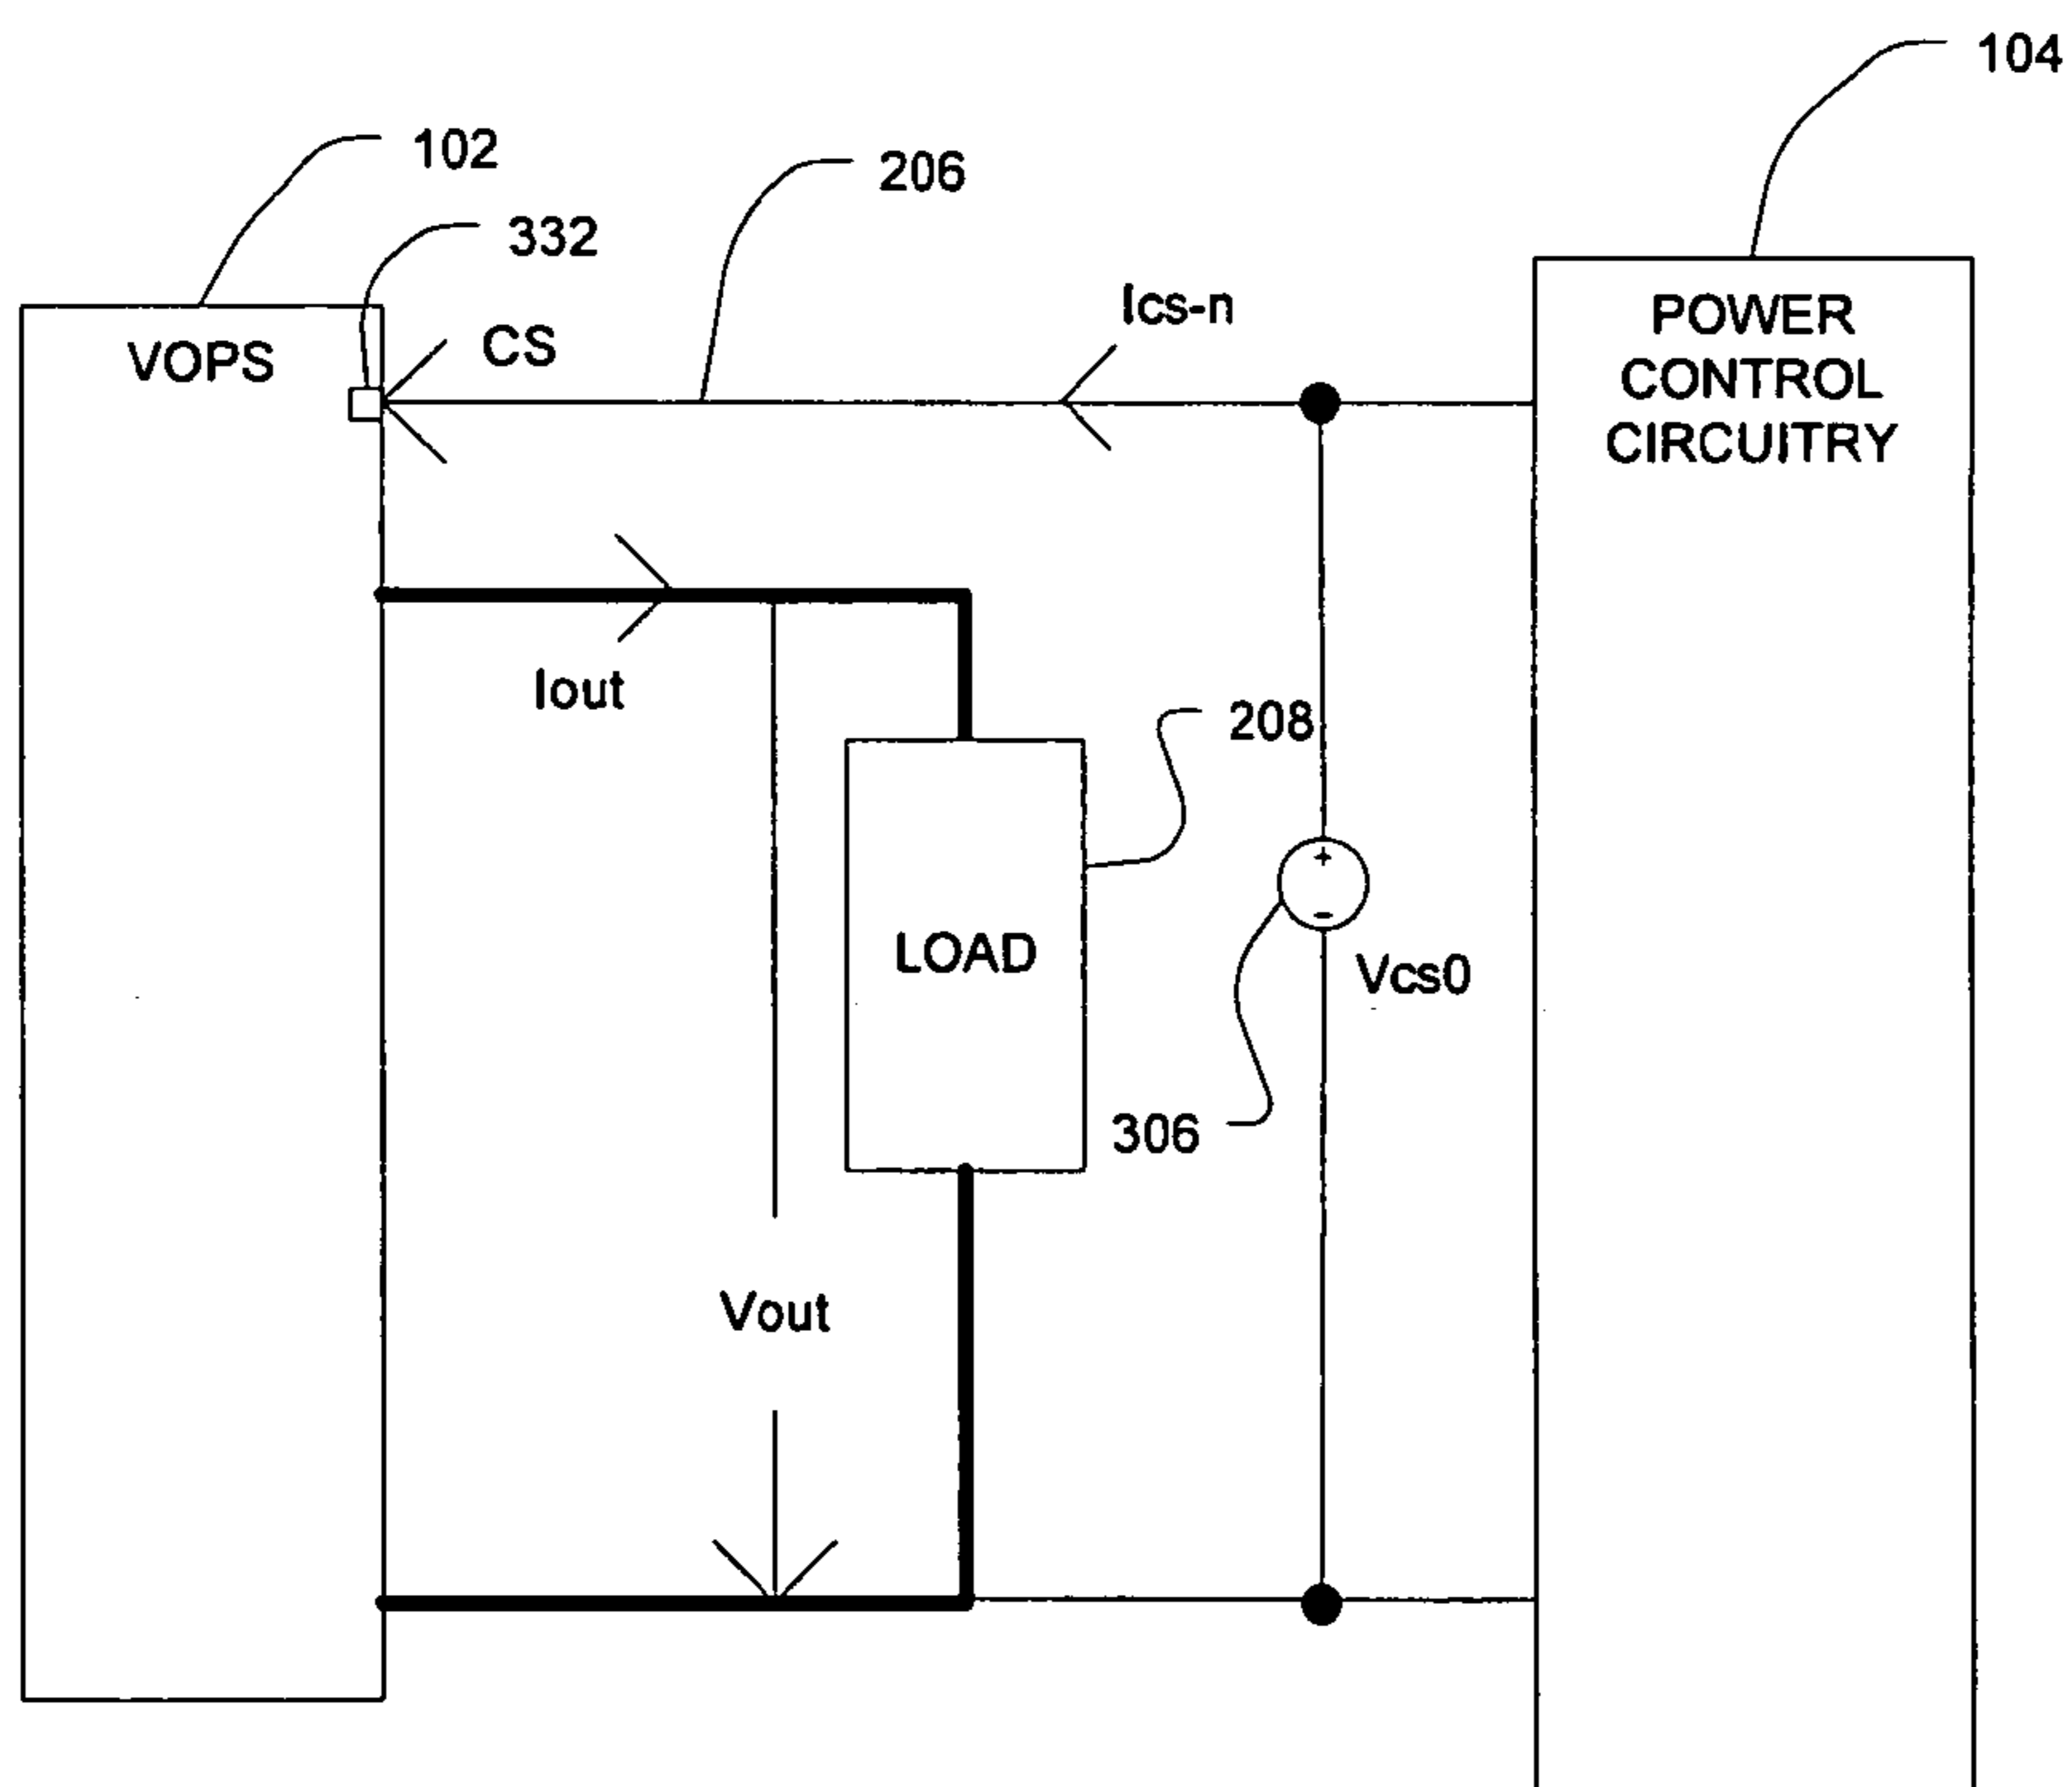 104
102
206
332
Ics-n
POWER
CONTROL
CIRCUITRY
VOPS
CS
Iout
208
+
-
LOAD
Vcs0
306
Vout